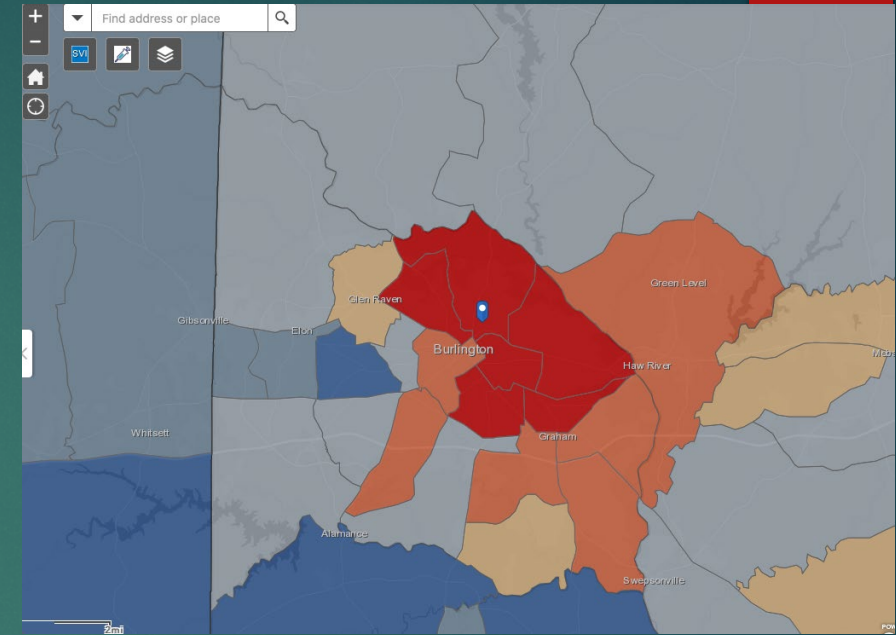 +
Find address or place
−
SVI
Green Level
Glen Raven
Gibsonville
Elon
Burlington
Haw River
Whitsett
Graham
Alamance
Swepsonville
2mi